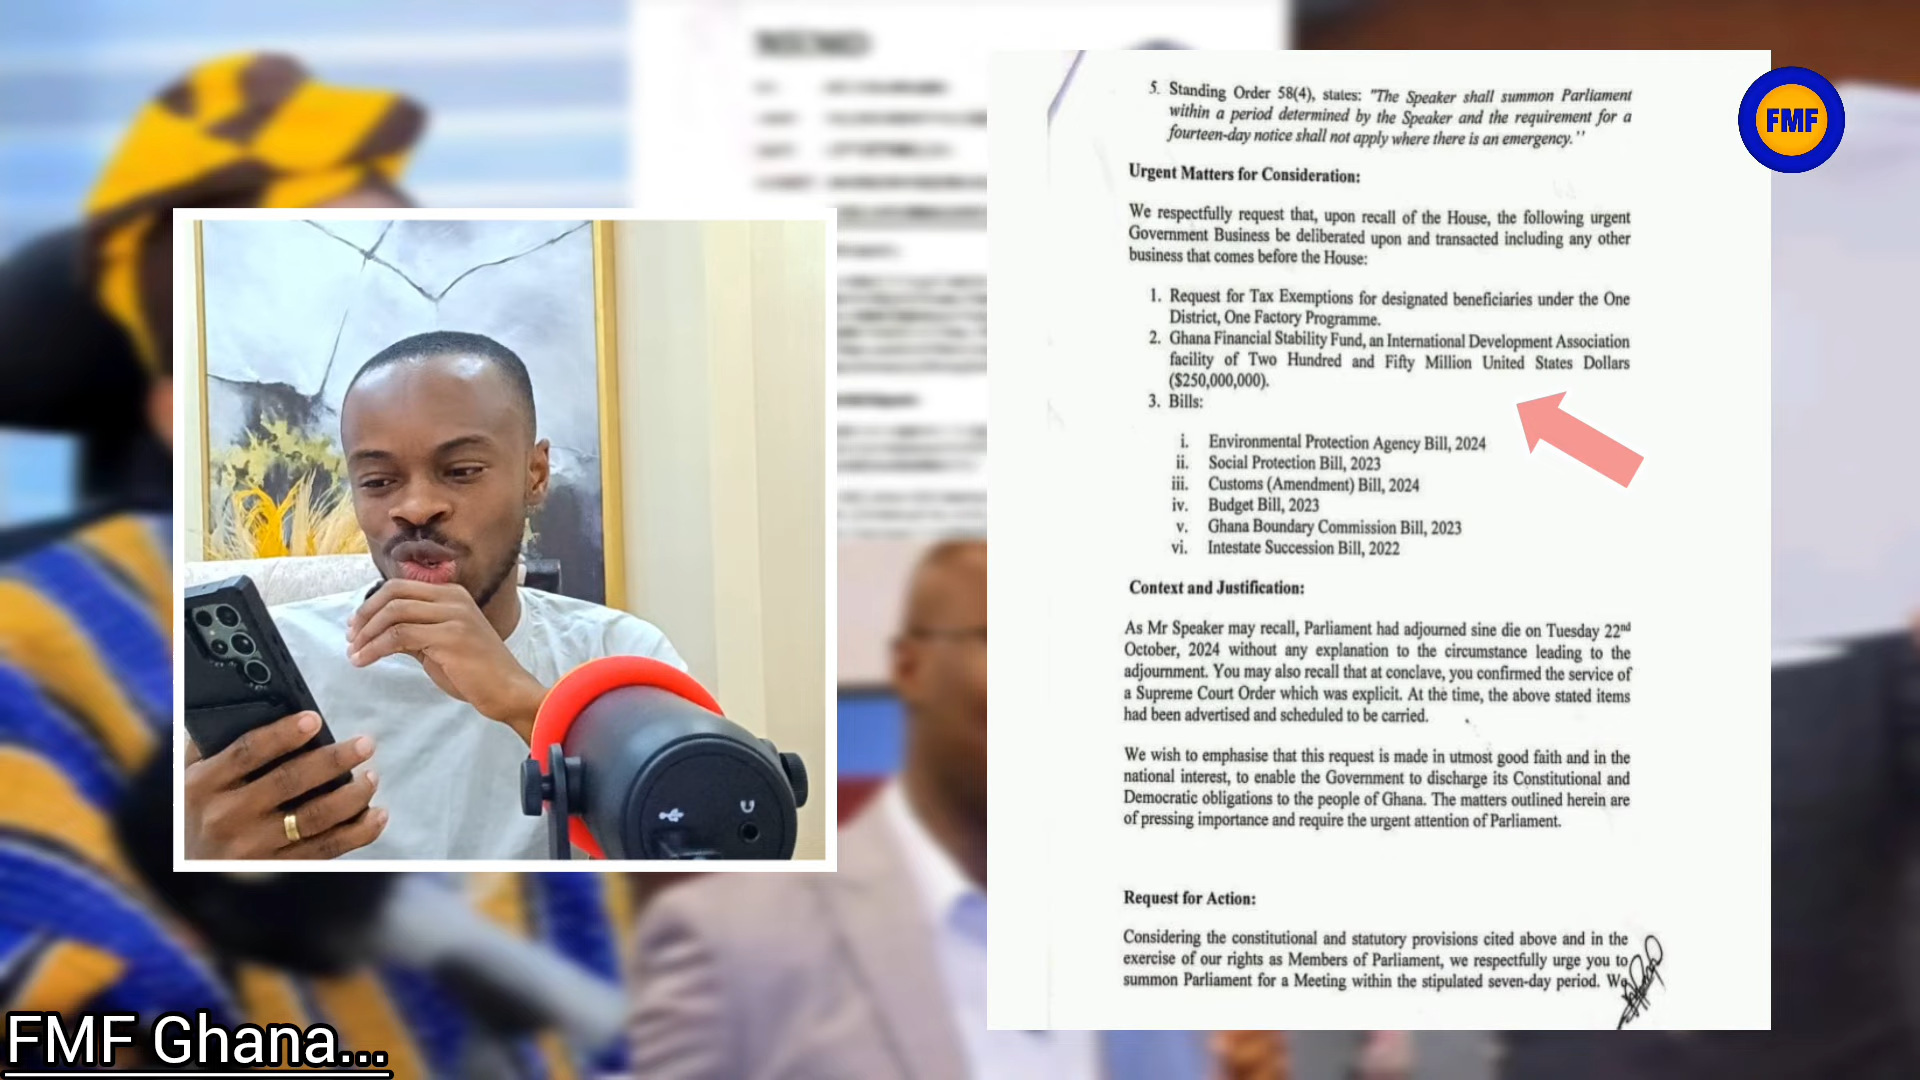 5. Standing Order 58(4), states: "The Speaker shall summon Parliament
within a period determined by the Speaker and the requirement for a
fourteen-day notice shall not apply where there is an emergency.''
Urgent Matters for Consideration:
We respectfully request that, upon recall of the House, the following urgent
Government Business be deliberated upon and transacted including any other
business that comes before the House:
1. Request for Tax Exemptions for designated beneficiaries under the One
District, One Factory Programme.
2. Ghana Financial Stability Fund, an International Development Association
facility of Two Hundred and Fifty Million United States Dollars
($250,000,000).
3. Bills:
i. Environmental Protection Agency Bill, 2024
ii. Social Protection Bill, 2023
iii. Customs (Amendment) Bill, 2024
iv. Budget Bill, 2023
v. Ghana Boundary Commission Bill, 2023
vi. Intestate Succession Bill, 2022
Context and Justification:
As Mr Speaker may recall, Parliament had adjourned sine die on Tuesday 22nd
October, 2024 without any explanation to the circumstance leading to the
adjournment. You may also recall that at conclave, you confirmed the service of
a Supreme Court Order which was explicit. At the time, the above stated items
had been advertised and scheduled to be carried.
We wish to emphasise that this request is made in utmost good faith and in the
national interest, to enable the Government to discharge its Constitutional and
Democratic obligations to the people of Ghana. The matters outlined herein are
of pressing importance and require the urgent attention of Parliament.
Request for Action:
Considering the constitutional and statutory provisions cited above and in the
exercise of our rights as Members of Parliament, we respectfully urge you to
summon Parliament for a Meeting within the stipulated seven-day period. We
FMF
FMF Ghana...